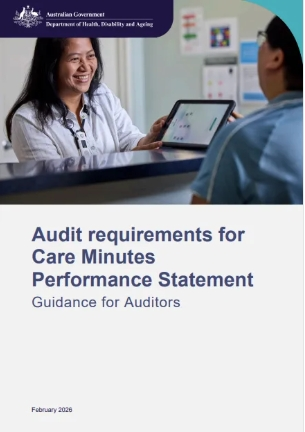 Australian Government
Department of Health, Disability and Ageing
Audit requirements for
Care Minutes
Performance Statement
Guidance for Auditors
February 2026